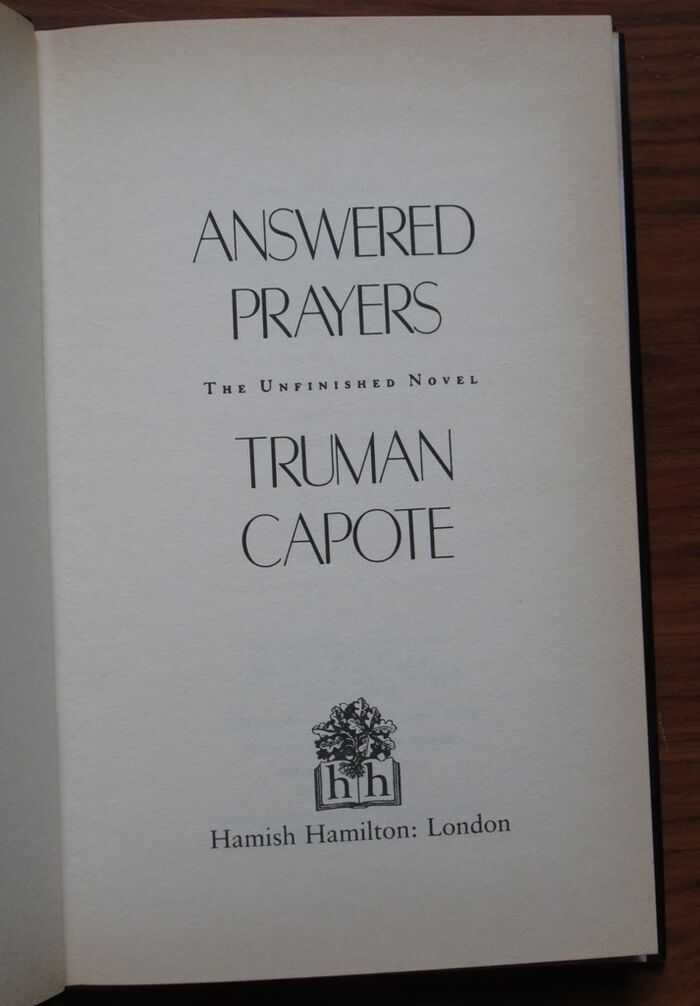 ANSWERED
PRAYERS
THE UNFINISHED NOVEL
TRUMAN
CAPOTE
h h
Hamish Hamilton: London